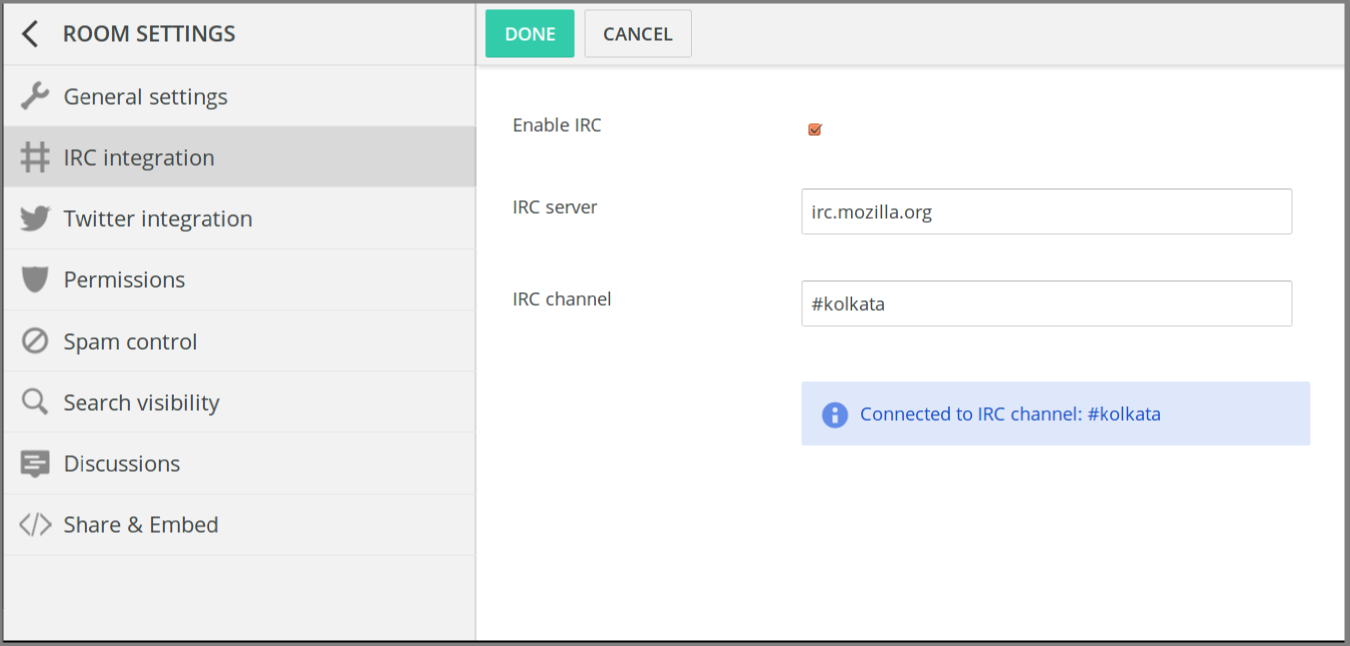 ROOM SETTINGS
General settings
IRC integration
Twitter integration
Permissions
Spam control
Search visibility
Discussions
Share & Embed
DONE CANCEL
Enable IRC
IRC server irc.mozilla.org
IRC channel #kolkata
Connected to IRC channel: #kolkata